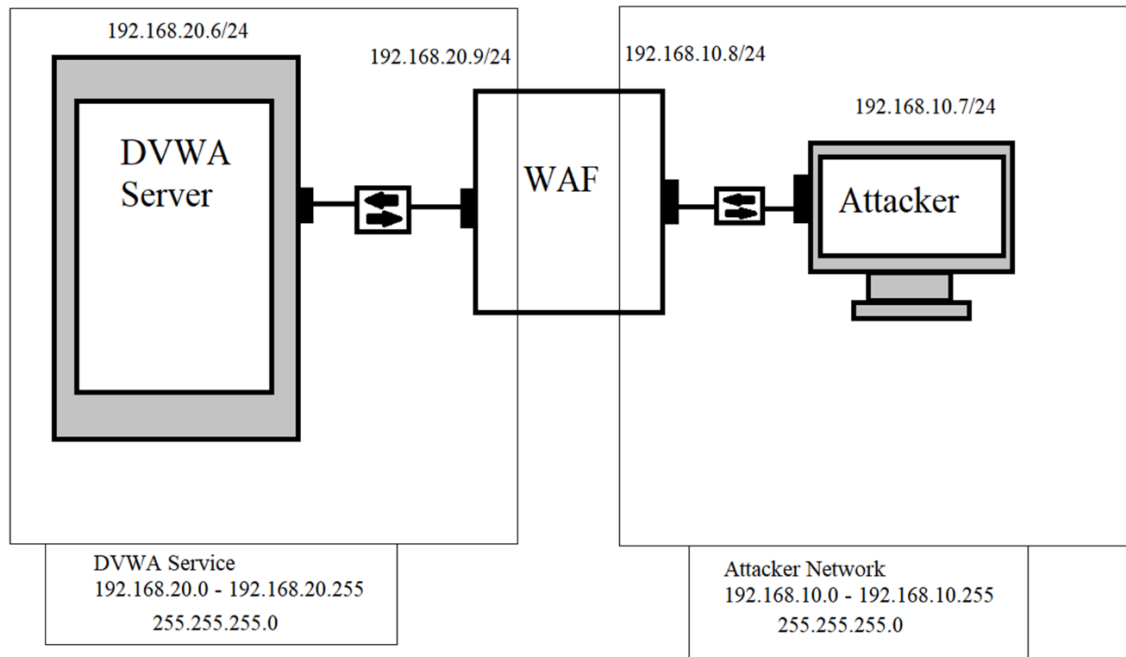 192.168.20.6/24
192.168.20.9/24
192.168.10.8/24
192.168.10.7/24
DVWA
Server
WAF
Attacker
DVWA Service
192.168.20.0 - 192.168.20.255
255.255.255.0
Attacker Network
192.168.10.0 - 192.168.10.255
255.255.255.0